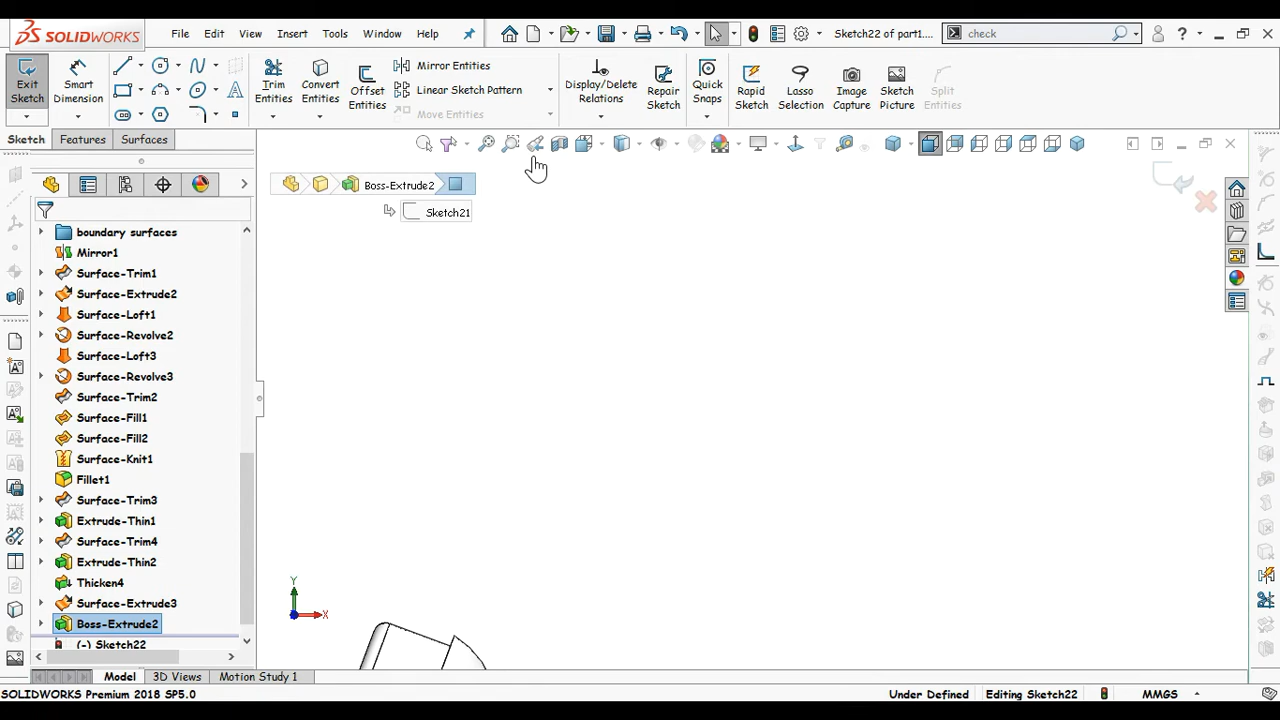 SOLIDWORKS
File
Edit
View
Insert
Tools
Window
Help
Sketch22 of part1....
check
Exit Sketch
Smart Dimension
Trim Entities
Convert Entities
Offset Entities
Mirror Entities
Linear Sketch Pattern
Move Entities
Display/Delete Relations
Repair Sketch
Quick Snaps
Rapid Sketch
Lasso Selection
Image Capture
Sketch Picture
Split Entities
Sketch
Features
Surfaces
Boss-Extrude2
Sketch21
boundary surfaces
Mirror1
Surface-Trim1
Surface-Extrude2
Surface-Loft1
Surface-Revolve2
Surface-Loft3
Surface-Revolve3
Surface-Trim2
Surface-Fill1
Surface-Fill2
Surface-Knit1
Fillet1
Surface-Trim3
Extrude-Thin1
Surface-Trim4
Extrude-Thin2
Thicken4
Surface-Extrude3
Boss-Extrude2
(-) Sketch22
Y
X
Model
3D Views
Motion Study 1
SOLIDWORKS Premium 2018 SP5.0
Under Defined
Editing Sketch22
MMGS